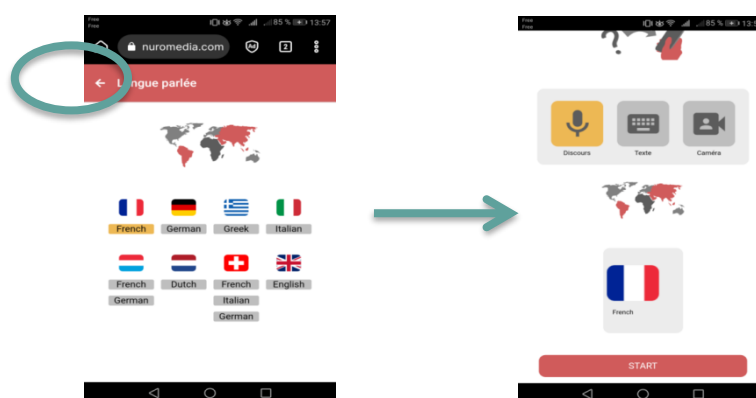 Free
Free
85 % 13:57
nuromedia.com
Ad
2
Langue parlée
French
German
Greek
Italian
French
German
Dutch
French
Italian
German
English
Free
Free
85 %
Discours
Texte
Caméra
French
START